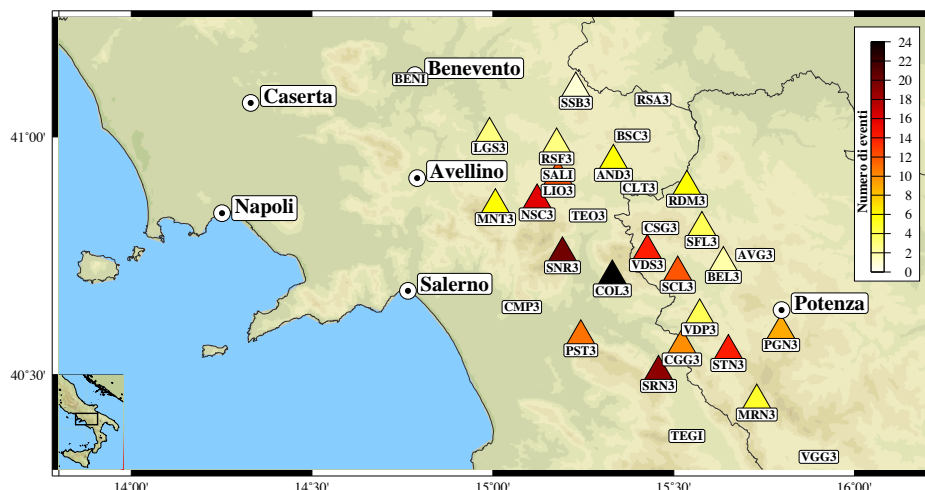 Benevento
BENI
Caserta
SSB3
RSA3
BSC3
41°00'
LGS3
RSF3
SALI
AND3
Avellino
LIO3
CLT3
RDM3
Napoli
MNT3
NSC3
TEO3
CSG3
SFL3
SNR3
VDS3
AVG3
BEL3
Salerno
COL3
SCL3
CMP3
Potenza
VDP3
PGN3
PST3
CGG3
STN3
40°30'
SRN3
MRN3
TEGI
VGG3
14°00'
14°30'
15°00'
15°30'
16°00'
Numero di eventi
24
22
20
18
16
14
12
10
8
6
4
2
0